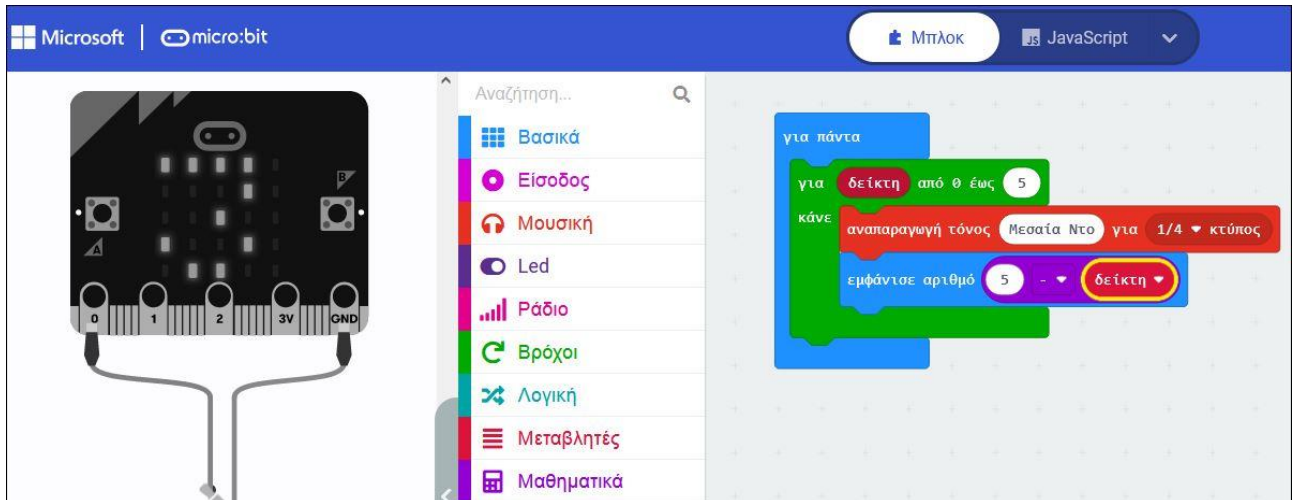 Microsoft micro:bit
Μπλοκ JavaScript
JS
Αναζήτηση...
Βασικά
Είσοδος
Μουσική
Led
Ράδιο
Βρόχοι
Λογική
Μεταβλητές
Μαθηματικά
B
A
0 1 2 3V GND
για πάντα
για δείκτη από 0 έως 5
κάνε
αναπαραγωγή τόνος Μεσαία Ντο για 1/4 κτύπος
εμφάνισε αριθμό 5 - δείκτη